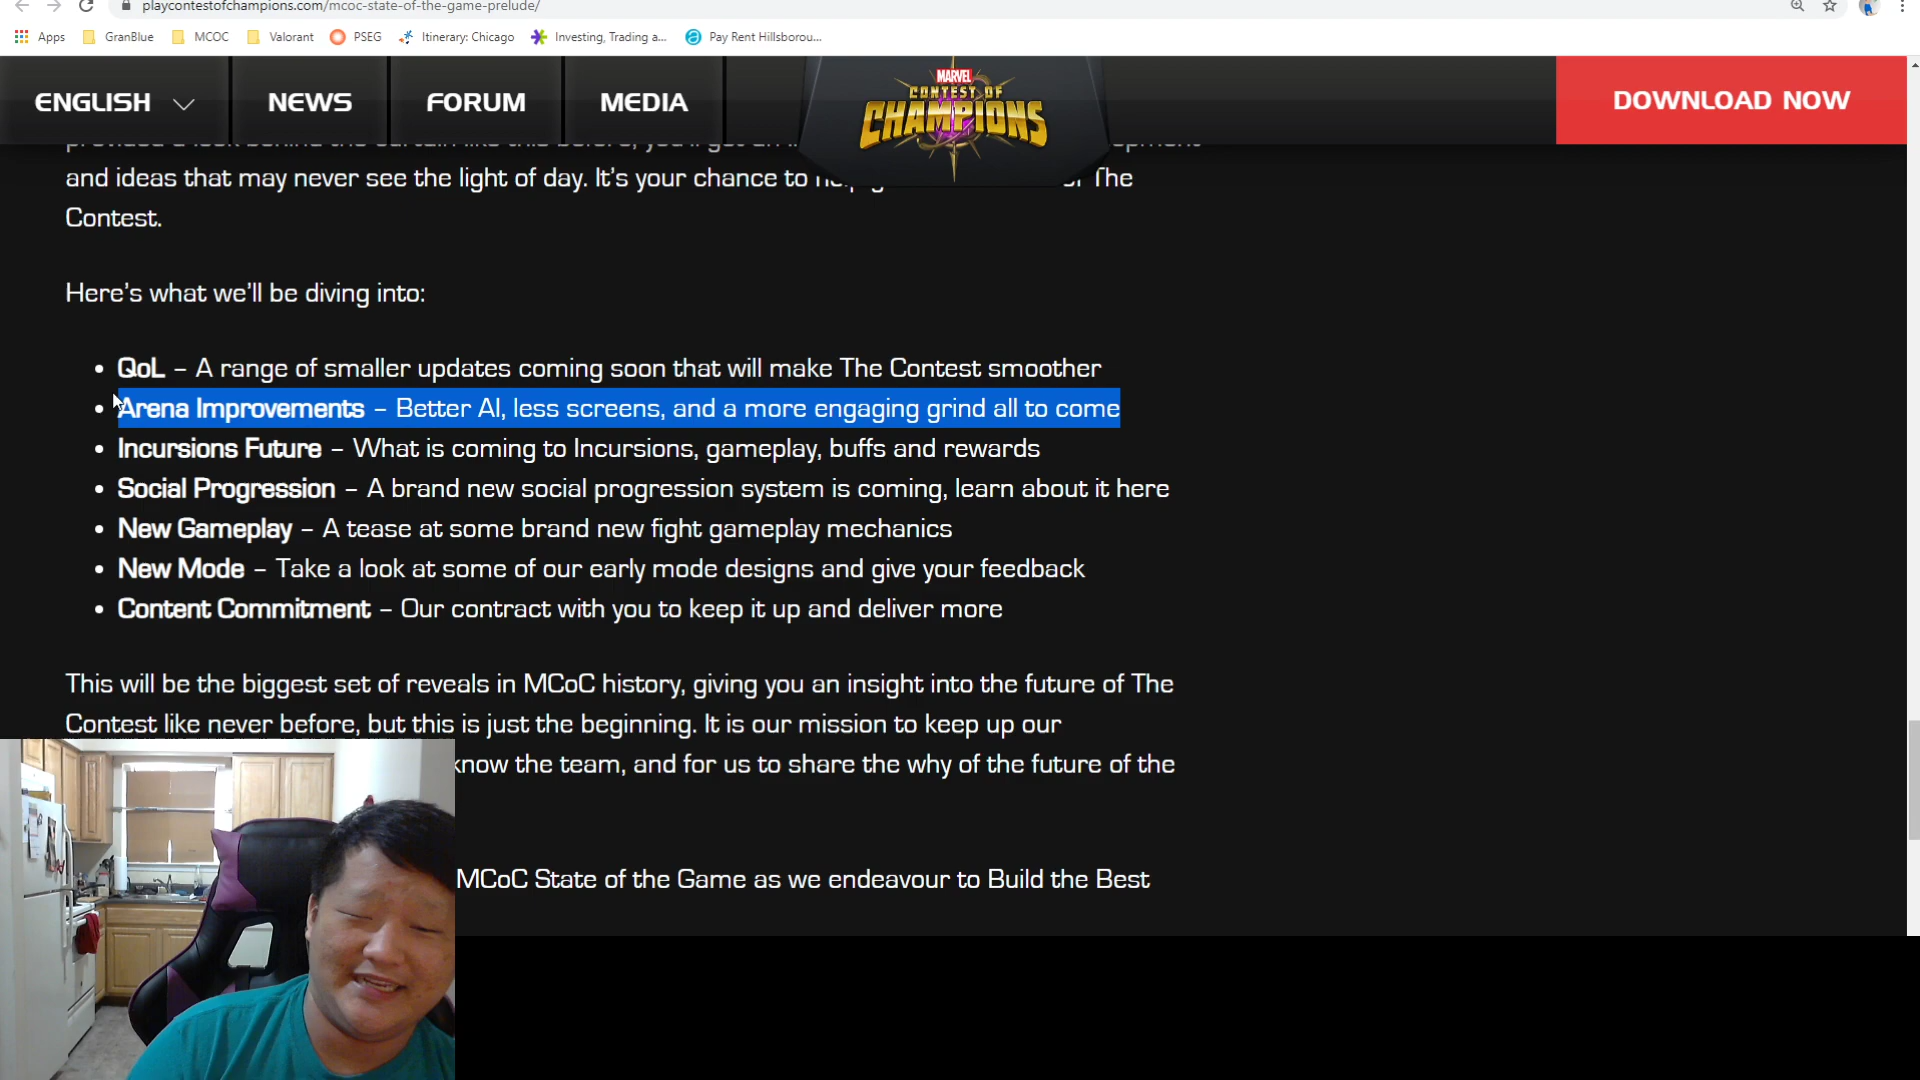 playcontestofchampions.com/mcoc-state-of-the-game-prelude/
Apps GranBlue MCOC Valorant PSEG Itinerary: Chicago Investing, Trading a... Pay Rent Hillsborou...
ENGLISH NEWS FORUM MEDIA
MARVEL
CONTEST OF
CHAMPIONS
DOWNLOAD NOW
and ideas that may never see the light of day. It's your chance to The
Contest.
Here's what we'll be diving into:
• QoL – A range of smaller updates coming soon that will make The Contest smoother
• Arena Improvements – Better AI, less screens, and a more engaging grind all to come
• Incursions Future – What is coming to Incursions, gameplay, buffs and rewards
• Social Progression – A brand new social progression system is coming, learn about it here
• New Gameplay – A tease at some brand new fight gameplay mechanics
• New Mode – Take a look at some of our early mode designs and give your feedback
• Content Commitment – Our contract with you to keep it up and deliver more
This will be the biggest set of reveals in MCoC history, giving you an insight into the future of The
Contest like never before, but this is just the beginning. It is our mission to keep up our
know the team, and for us to share the why of the future of the
MCoC State of the Game as we endeavour to Build the Best